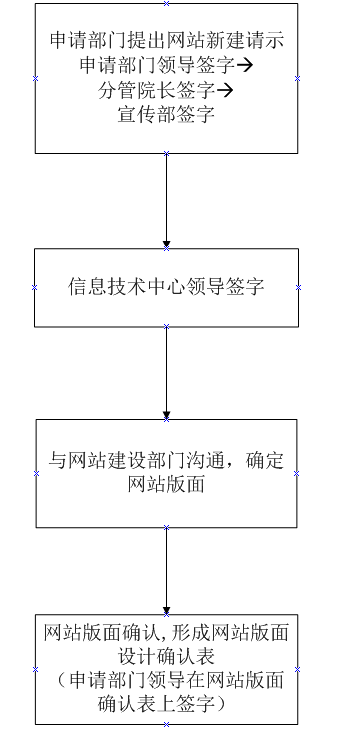 申请部门提出网站新建请示
申请部门领导签字→
分管院长签字→
宣传部签字
信息技术中心领导签字
与网站建设部门沟通，确定
网站版面
网站版面确认,形成网站版面
设计确认表
（申请部门领导在网站版面
确认表上签字）